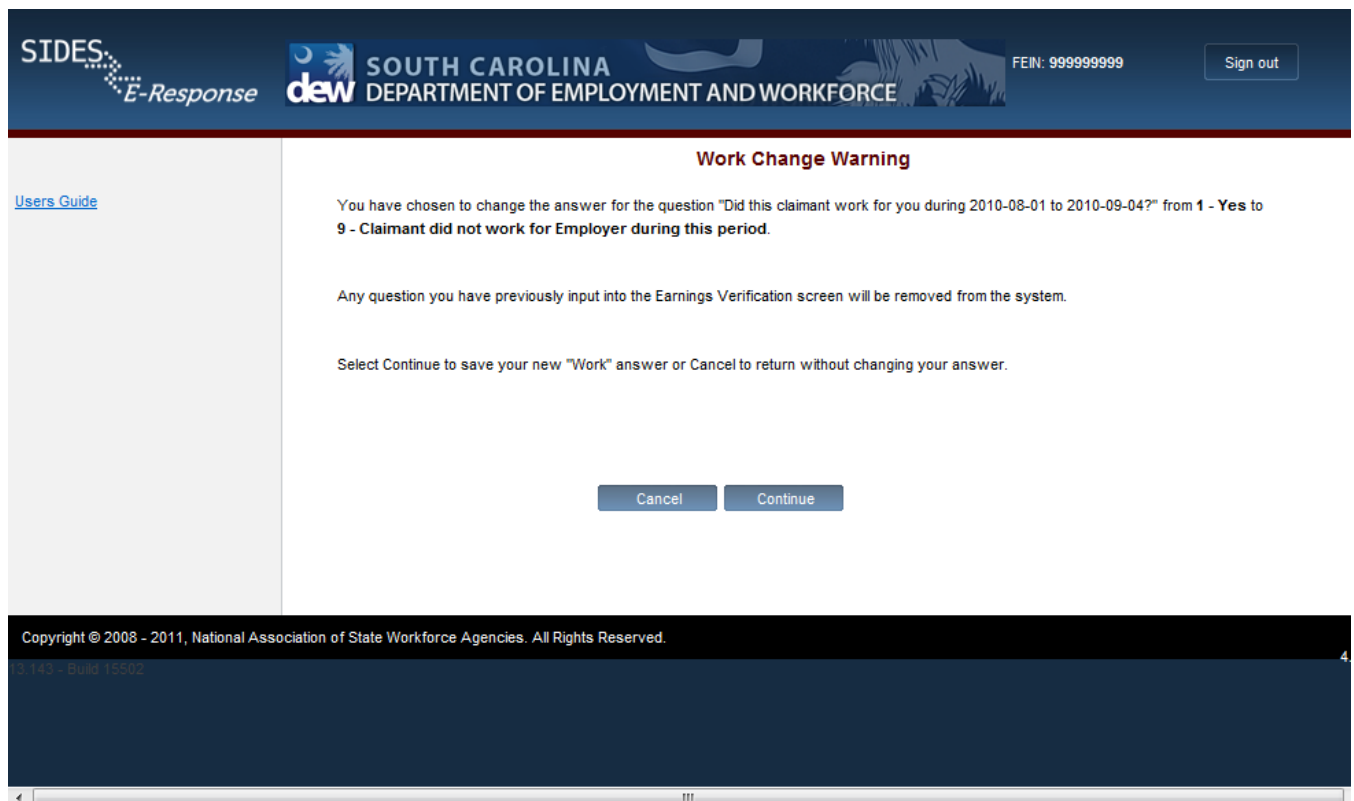 SIDES
E-Response
dew
SOUTH CAROLINA
DEPARTMENT OF EMPLOYMENT AND WORKFORCE
FEIN: 999999999
Sign out
Users Guide
Work Change Warning
You have chosen to change the answer for the question "Did this claimant work for you during 2010-08-01 to 2010-09-04?" from 1 - Yes to
9 - Claimant did not work for Employer during this period.
Any question you have previously input into the Earnings Verification screen will be removed from the system.
Select Continue to save your new "Work" answer or Cancel to return without changing your answer.
Cancel
Continue
Copyright © 2008 - 2011, National Association of State Workforce Agencies. All Rights Reserved.
4.
13.143 - Build 15502